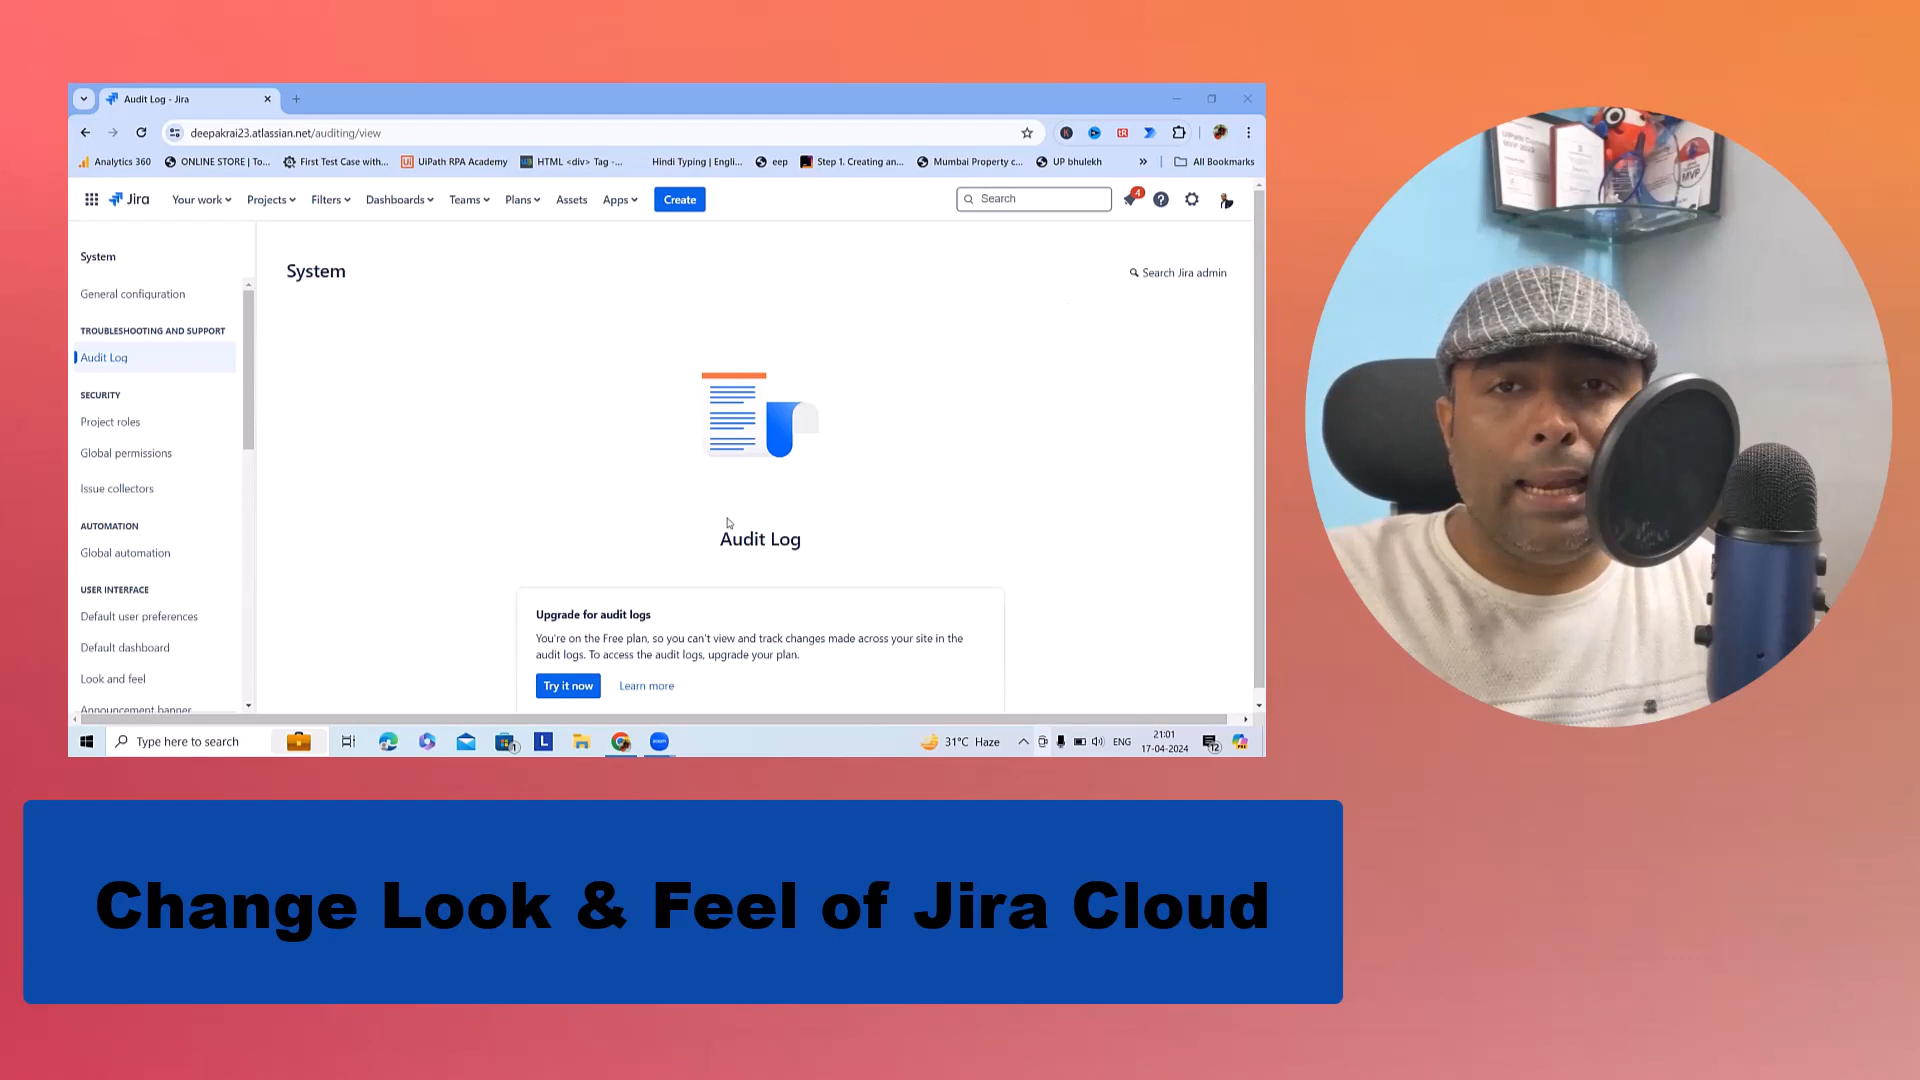 Audit Log - Jira
deepakrai23.atlassian.net/auditing/view
Analytics 360
ONLINE STORE | To...
First Test Case with...
UiPath RPA Academy
HTML <div> Tag -...
Hindi Typing | Engli...
eep
Step 1. Creating an...
Mumbai Property c...
UP bhulekh
»
All Bookmarks
Jira
Your work
Projects
Filters
Dashboards
Teams
Plans
Assets
Apps
Create
Search
4
System
General configuration
TROUBLESHOOTING AND SUPPORT
Audit Log
SECURITY
Project roles
Global permissions
Issue collectors
AUTOMATION
Global automation
USER INTERFACE
Default user preferences
Default dashboard
Look and feel
Announcement banner
System
Search Jira admin
Audit Log
Upgrade for audit logs
You're on the Free plan, so you can't view and track changes made across your site in the
audit logs. To access the audit logs, upgrade your plan.
Try it now
Learn more
Type here to search
31°C Haze
ENG
21:01
17-04-2024
12
Change Look & Feel of Jira Cloud